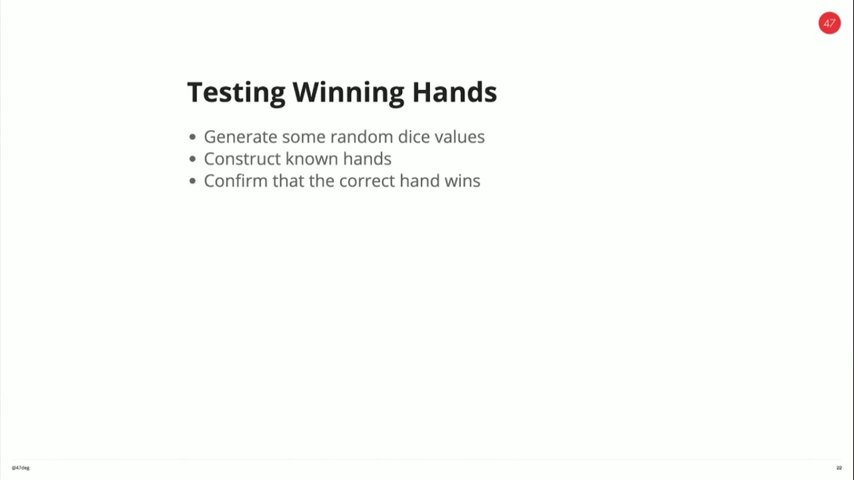 47
Testing Winning Hands
• Generate some random dice values
• Construct known hands
• Confirm that the correct hand wins
@47deg